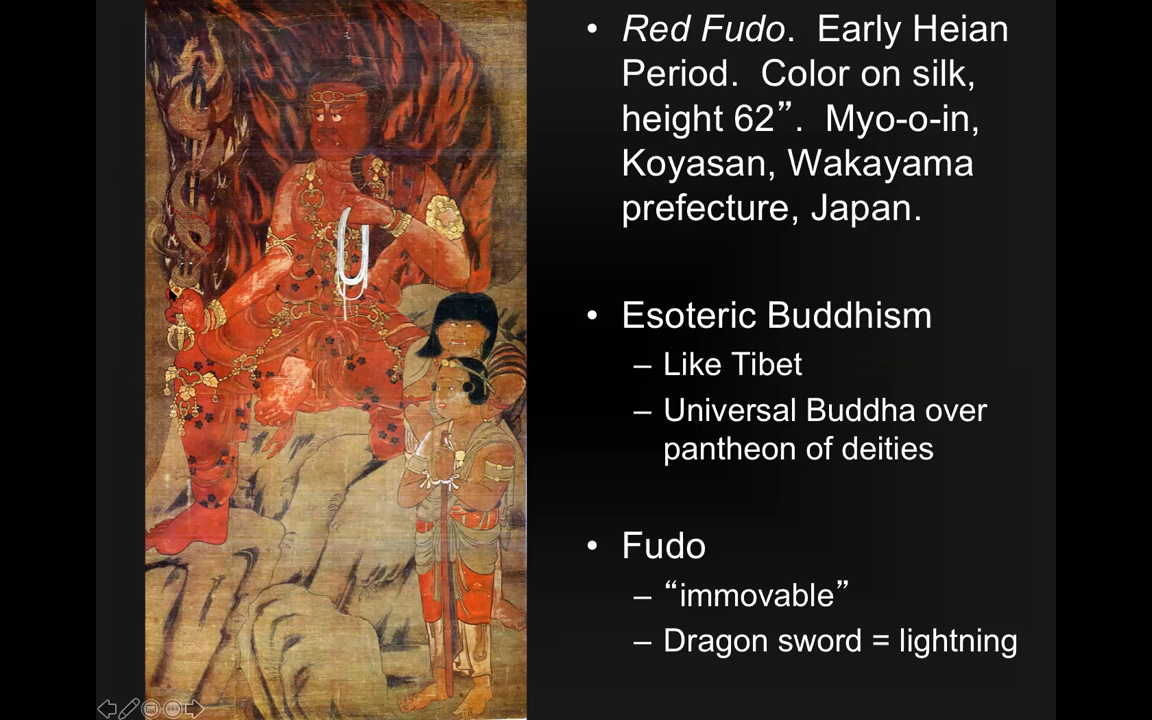 • Red Fudo.  Early Heian
Period.  Color on silk,
height 62”.  Myo-o-in,
Koyasan, Wakayama
prefecture, Japan.
• Esoteric Buddhism
– Like Tibet
– Universal Buddha over
pantheon of deities
• Fudo
– “immovable”
– Dragon sword = lightning